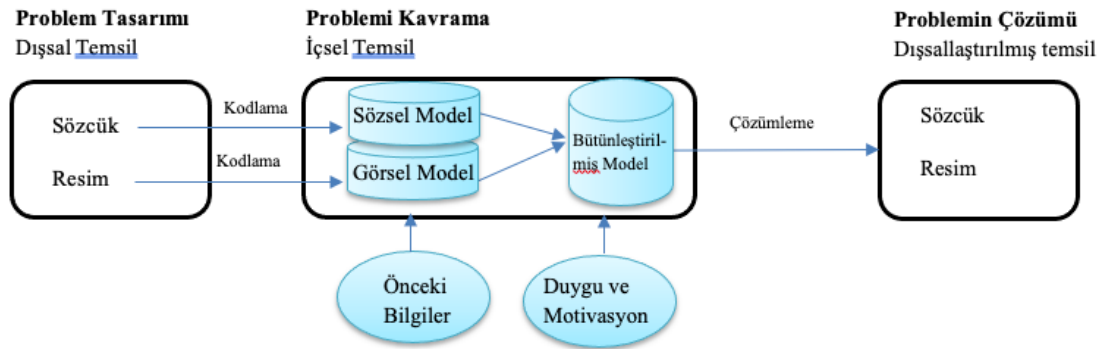 Problem Tasarımı
Dışsal Temsil
Sözcük
Resim
Kodlama
Kodlama
Problemi Kavrama
İçsel Temsil
Sözsel Model
Görsel Model
Bütünleştiril-
miş Model
Önceki
Bilgiler
Duygu ve
Motivasyon
Çözümleme
Problemin Çözümü
Dışsallaştırılmış temsil
Sözcük
Resim